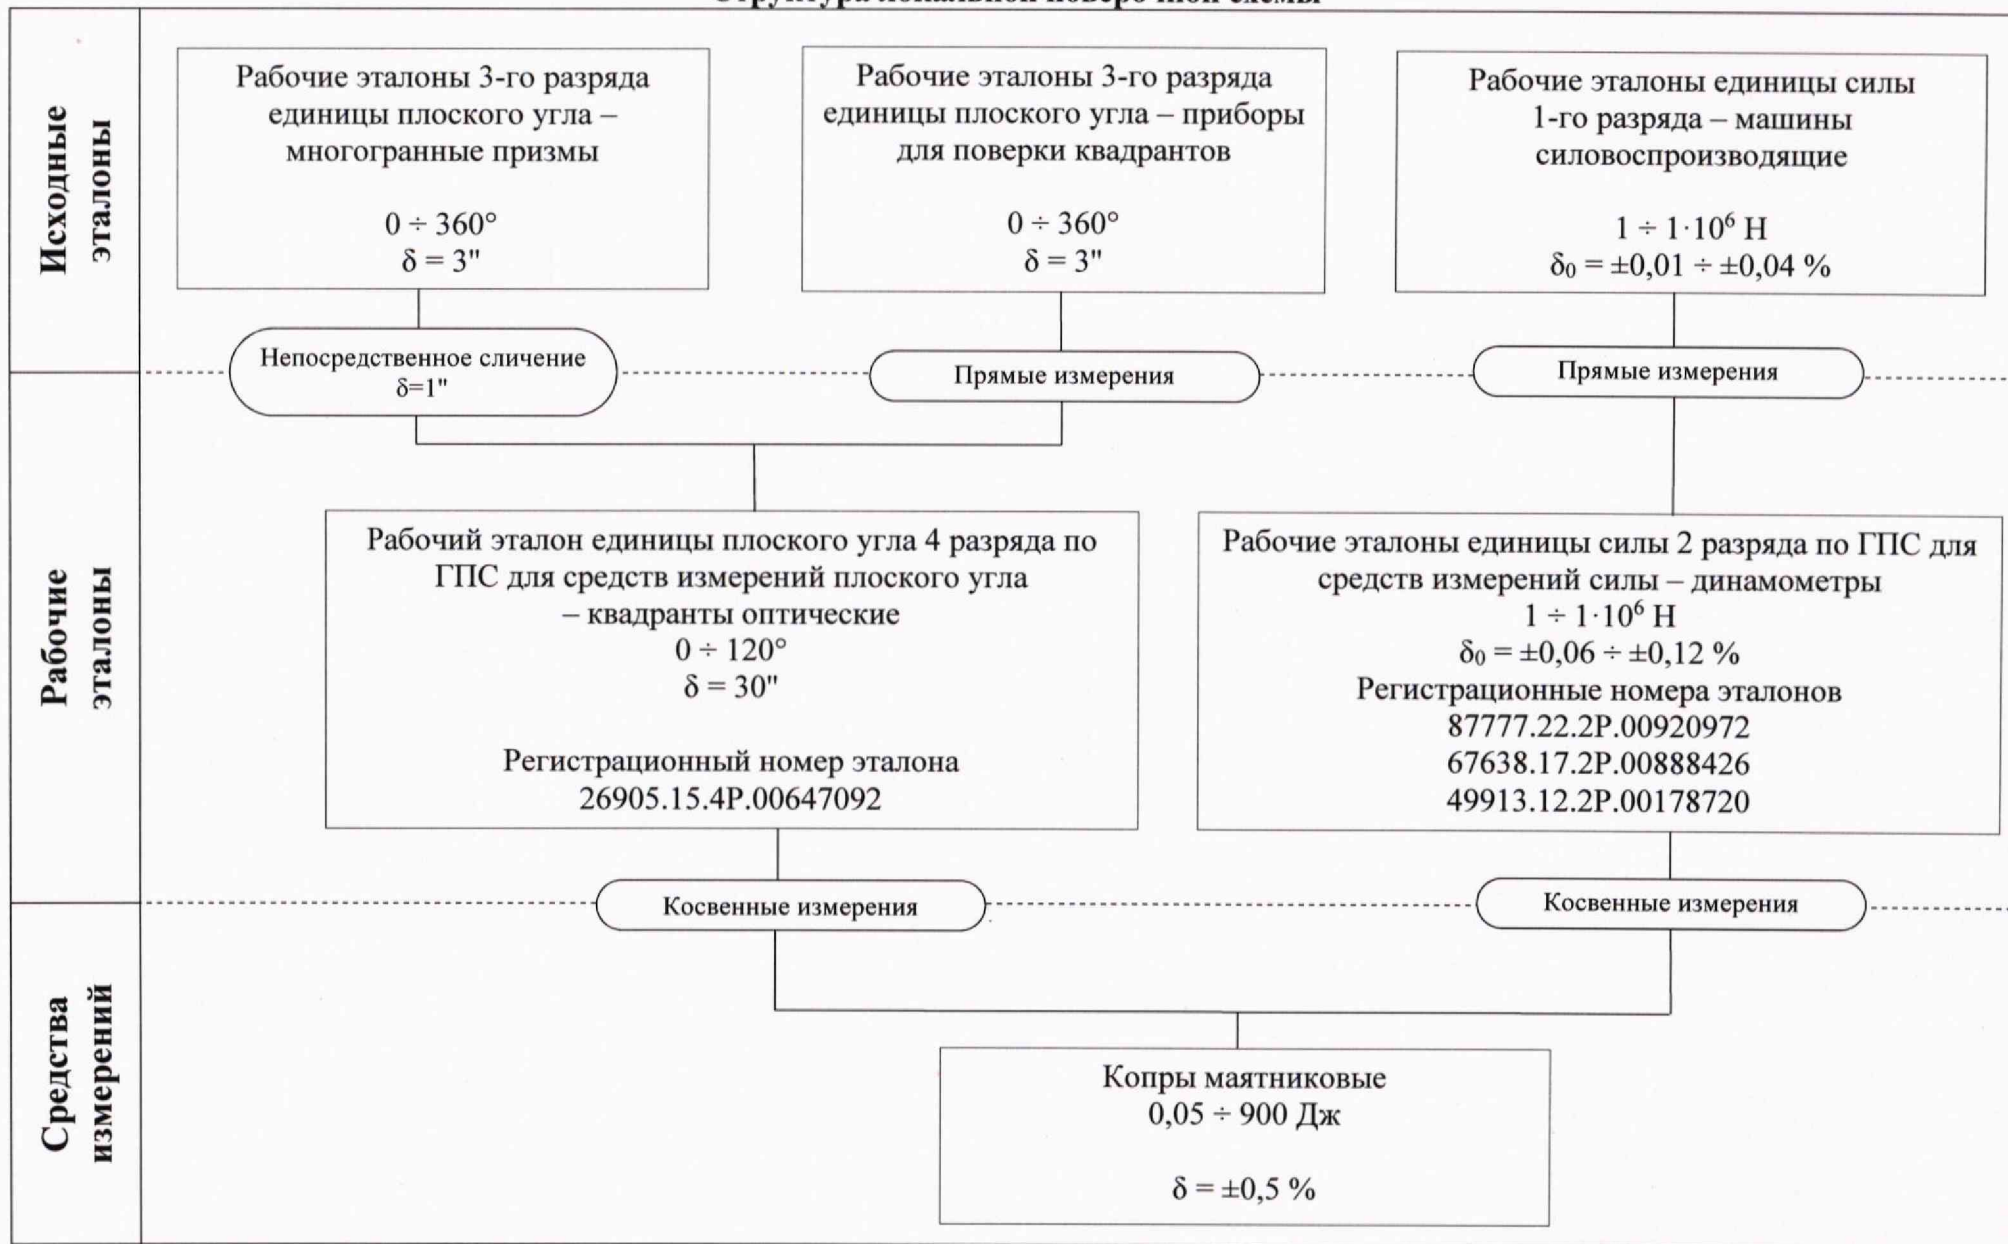 Структура локальной поверочной схемы
Исходные
эталоны
Рабочие эталоны 3-го разряда
единицы плоского угла –
многогранные призмы
0 ÷ 360°
δ = 3"
Рабочие эталоны 3-го разряда
единицы плоского угла – приборы
для поверки квадрантов
0 ÷ 360°
δ = 3"
Рабочие эталоны единицы силы
1-го разряда – машины
силовоспроизводящие
1 ÷ 1·10⁶ Н
δ₀ = ±0,01 ÷ ±0,04 %
Непосредственное сличение
δ=1"
Прямые измерения
Прямые измерения
Рабочие
эталоны
Рабочий эталон единицы плоского угла 4 разряда по
ГПС для средств измерений плоского угла
– квадранты оптические
0 ÷ 120°
δ = 30"
Регистрационный номер эталона
26905.15.4Р.00647092
Рабочие эталоны единицы силы 2 разряда по ГПС для
средств измерений силы – динамометры
1 ÷ 1·10⁶ Н
δ₀ = ±0,06 ÷ ±0,12 %
Регистрационные номера эталонов
87777.22.2Р.00920972
67638.17.2Р.00888426
49913.12.2Р.00178720
Косвенные измерения
Косвенные измерения
Средства
измерений
Копры маятниковые
0,05 ÷ 900 Дж
δ = ±0,5 %